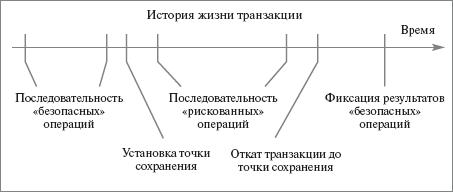 История жизни транзакции
Время
Последовательность
«безопасных»
операций
Последовательность
«рискованных»
операций
Фиксация результатов
«безопасных»
операций
Установка точки
сохранения
Откат транзакции до
точки сохранения